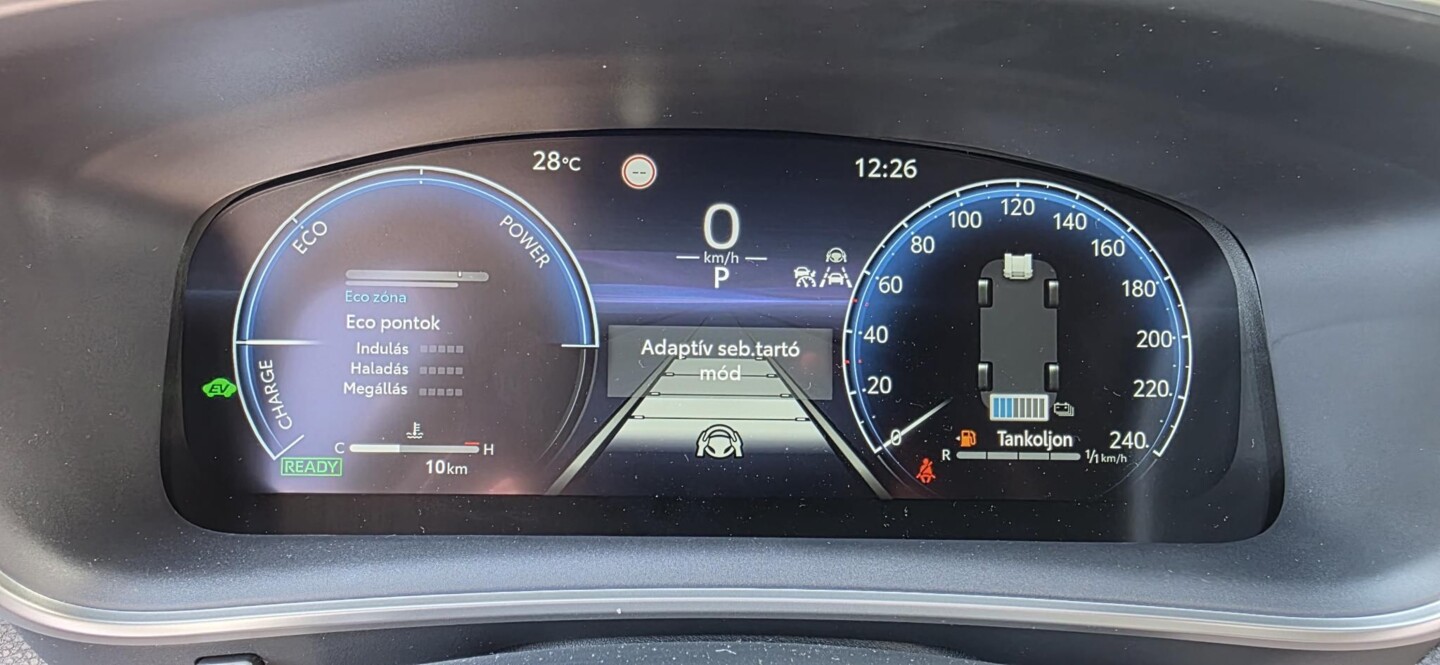 28°C
--
12:26
ECO
POWER
CHARGE
Eco zóna
Eco pontok
Indulás
Haladás
Megállás
C
H
EV
READY
10 km
0
km/h
P
Adaptív seb.tartó
mód
0
20
40
60
80
100
120
140
160
180
200
220
240
km/h
Tankoljon
R
1/1